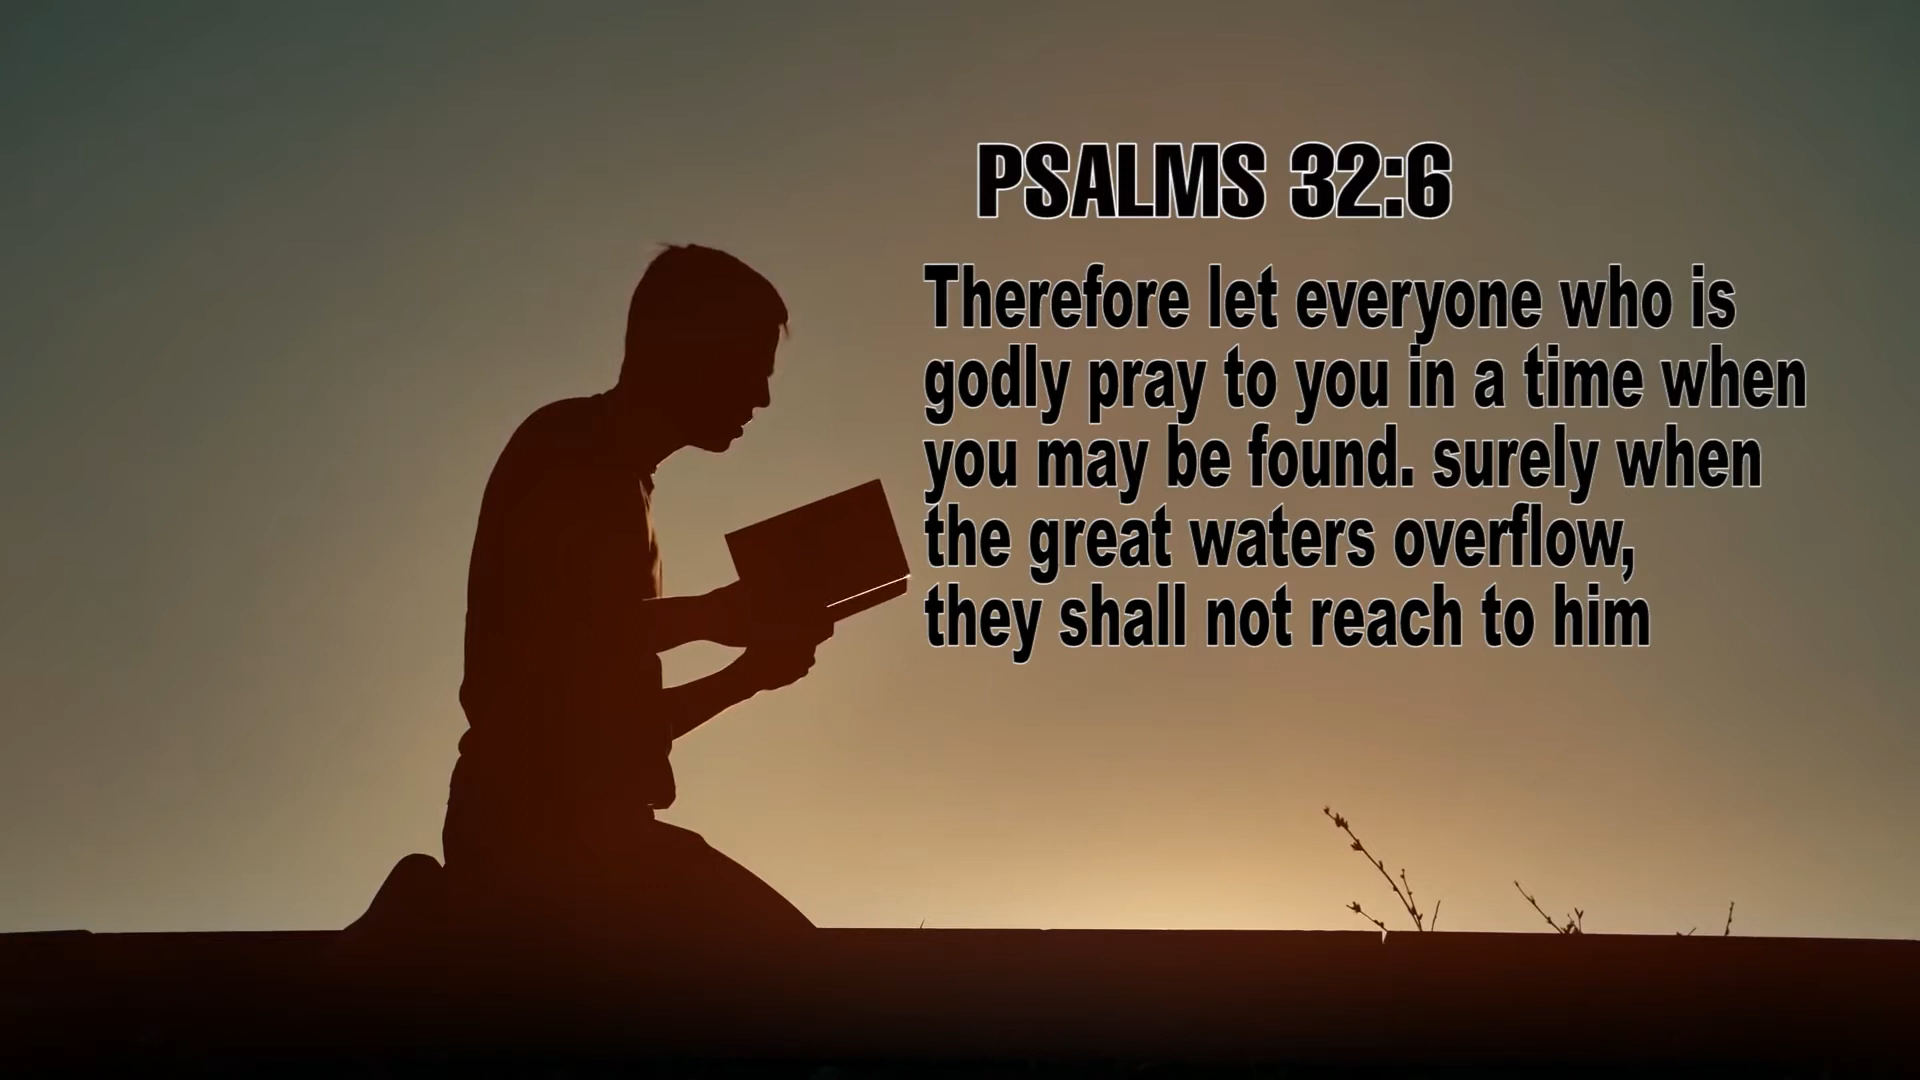 PSALMS 32:6
Therefore let everyone who is
godly pray to you in a time when
you may be found. surely when
the great waters overflow,
they shall not reach to him